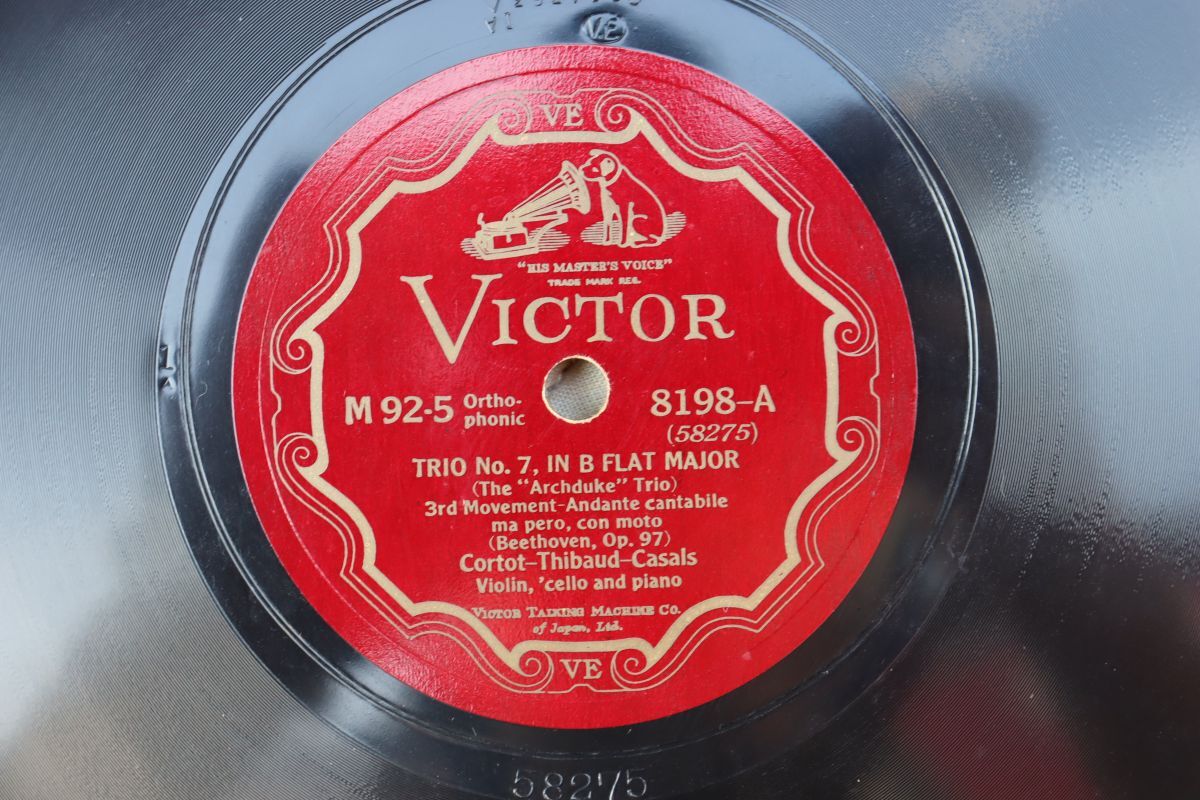 VE
VE
"HIS MASTER'S VOICE"
TRADE MARK REG.
VICTOR
M 92-5 Ortho-
phonic
8198-A
(58275)
TRIO No. 7, IN B FLAT MAJOR
(The "Archduke" Trio)
3rd Movement-Andante cantabile
ma pero, con moto
(Beethoven, Op. 97)
Cortot-Thibaud-Casals
Violin, 'cello and piano
VICTOR TALKING MACHINE CO.
of Japan, Ltd.
VE
58275